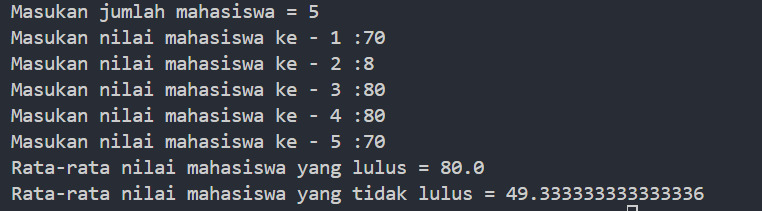 Masukan jumlah mahasiswa = 5
Masukan nilai mahasiswa ke - 1 :70
Masukan nilai mahasiswa ke - 2 :8
Masukan nilai mahasiswa ke - 3 :80
Masukan nilai mahasiswa ke - 4 :80
Masukan nilai mahasiswa ke - 5 :70
Rata-rata nilai mahasiswa yang lulus = 80.0
Rata-rata nilai mahasiswa yang tidak lulus = 49.333333333333336